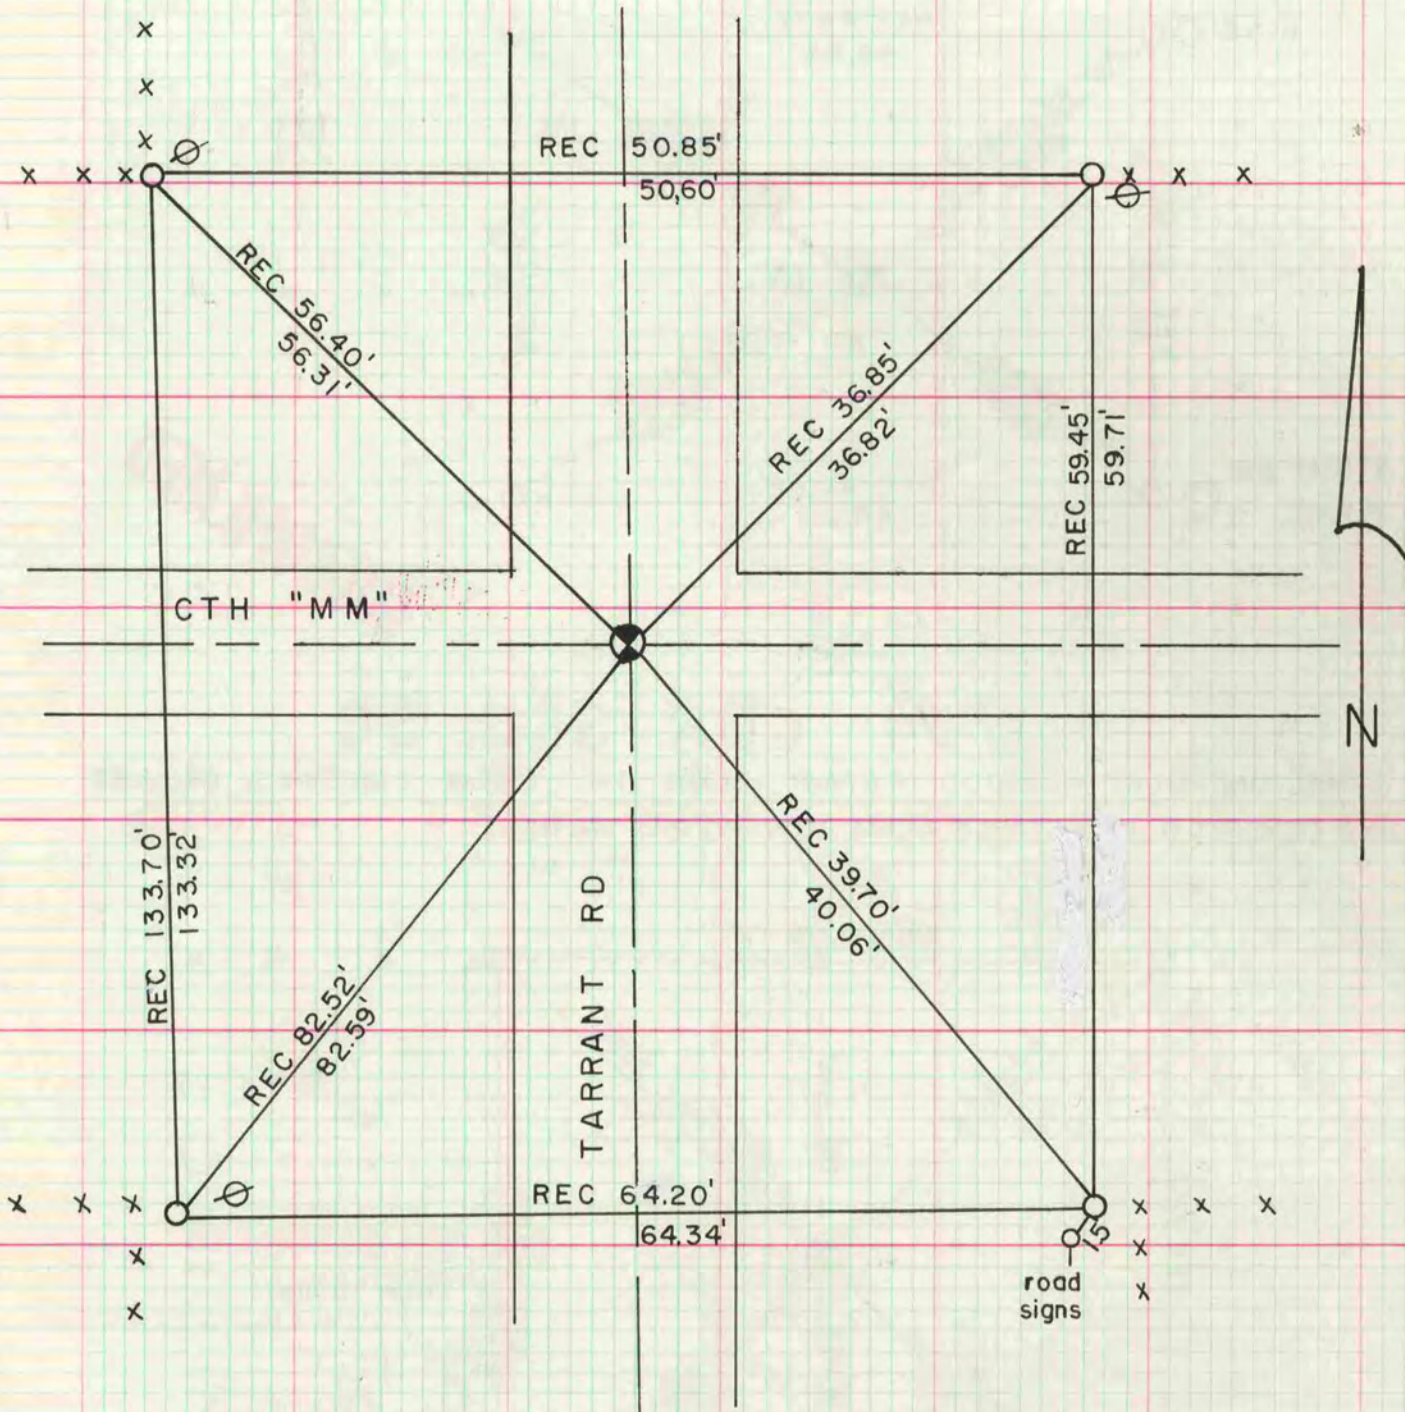 REC 50.85'
50.60'
REC 56.40'
56.31'
REC 36.85'
36.82'
REC 59.45'
59.71'
CTH "MM"
N
REC 133.70'
133.32'
REC 39.70'
40.06'
REC 82.52'
82.59'
TARRANT RD
REC 64.20'
64.34'
1.5
road
signs